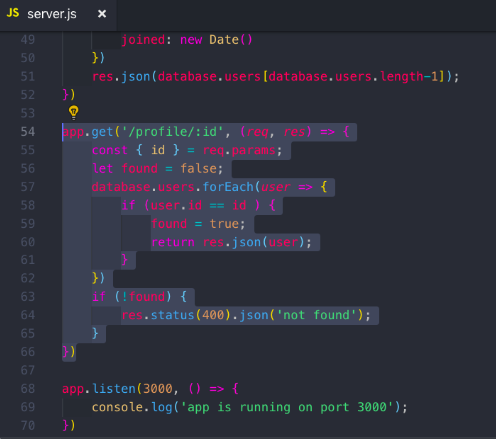 JS server.js ×
49 joined: new Date()
50 })
51 res.json(database.users[database.users.length-1]);
52 })
53
54 app.get('/profile/:id', (req, res) => {
55 const { id } = req.params;
56 let found = false;
57 database.users.forEach(user => {
58 if (user.id == id ) {
59 found = true;
60 return res.json(user);
61 }
62 })
63 if (!found) {
64 res.status(400).json('not found');
65 }
66 })
67
68 app.listen(3000, () => {
69 console.log('app is running on port 3000');
70 })